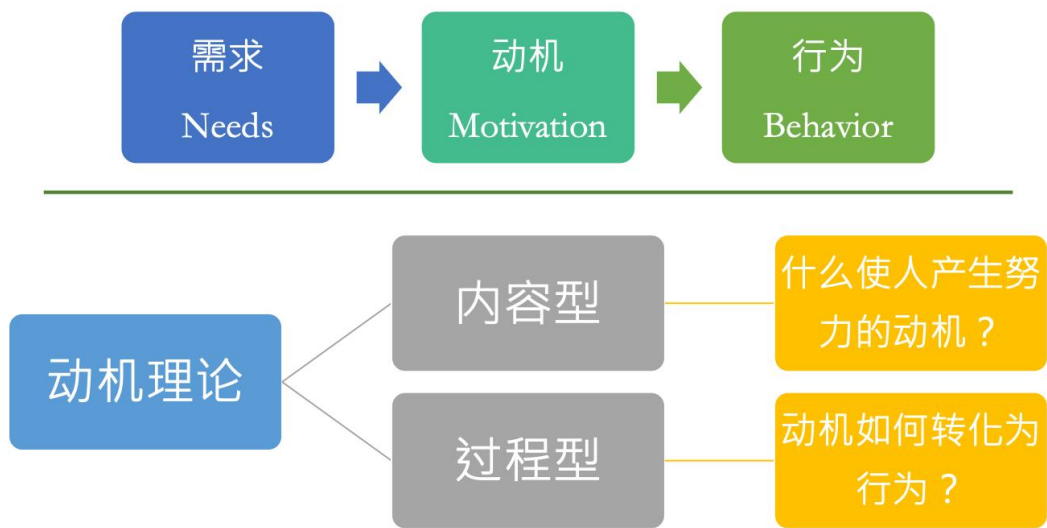 需求
Needs
动机
Motivation
行为
Behavior
动机理论
内容型
什么使人产生努
力的动机？
过程型
动机如何转化为
行为？